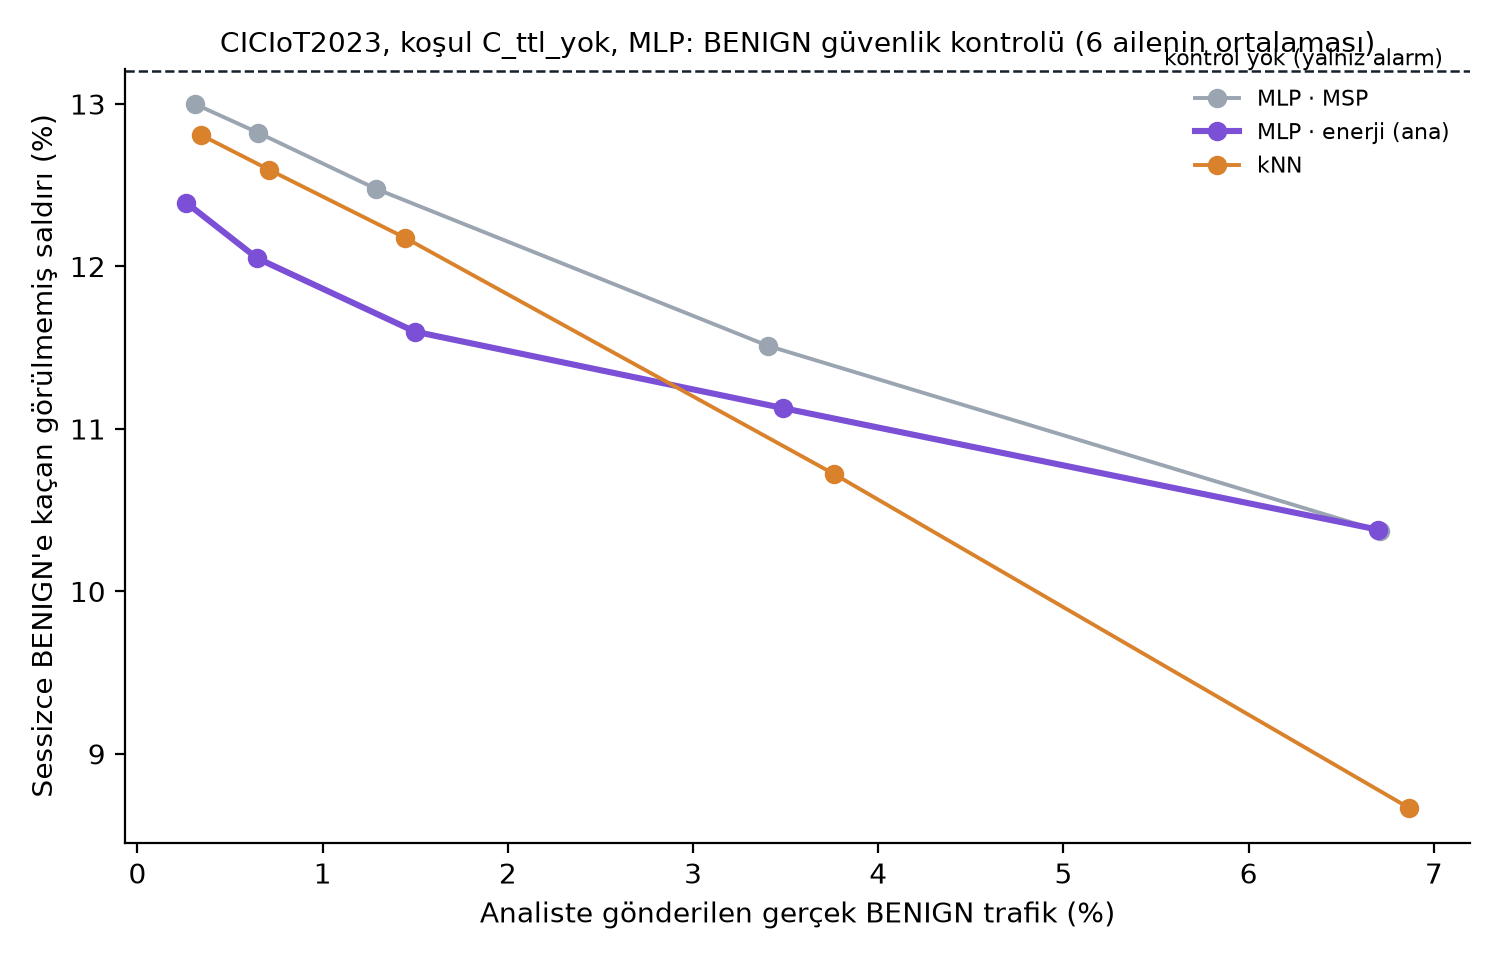 CICIoT2023, koşul C_ttl_yok, MLP: BENIGN güvenlik kontrolü (6 ailenin ortalaması)
kontrol yok (yalnız alarm)
MLP · MSP
MLP · enerji (ana)
kNN
Sessizce BENIGN'e kaçan görülmemiş saldırı (%)
13
12
11
10
9
0 1 2 3 4 5 6 7
Analiste gönderilen gerçek BENIGN trafik (%)